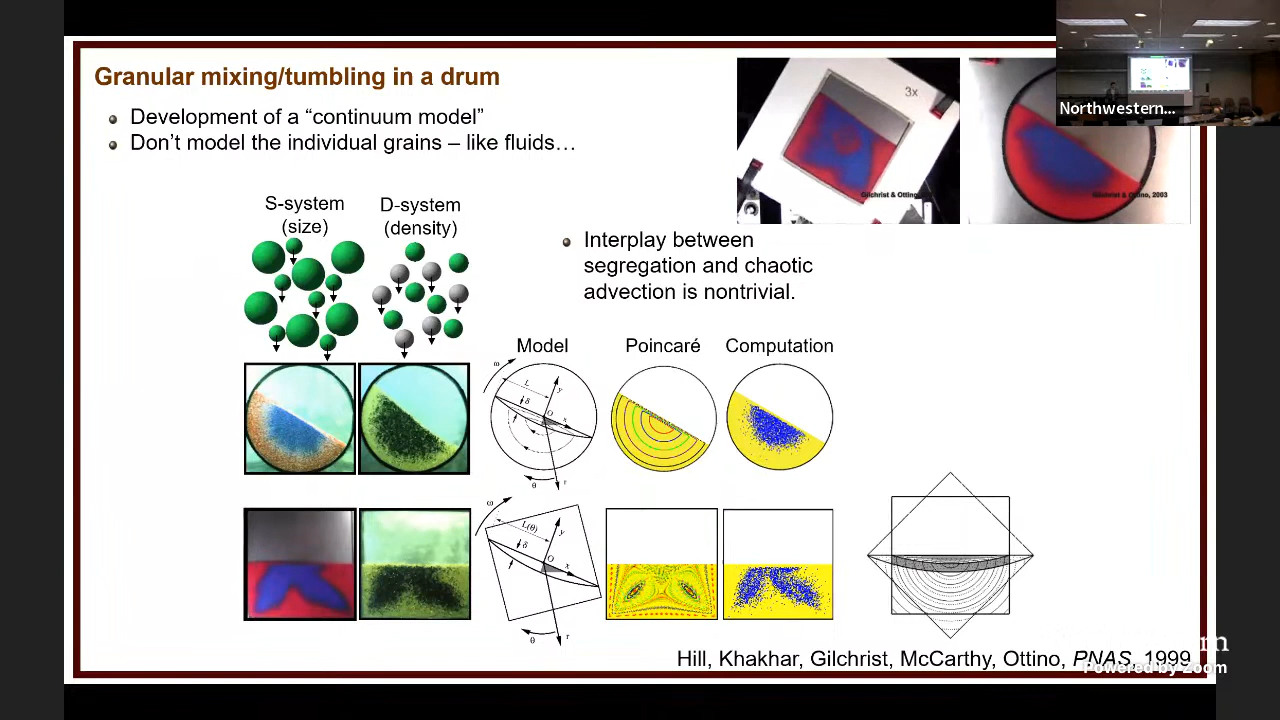 Granular mixing/tumbling in a drum
Development of a “continuum model”
Don’t model the individual grains – like fluids…
3x
Gilchrist & Ottino, 2003
Northwestern...
S-system
(size)
D-system
(density)
Interplay between
segregation and chaotic
advection is nontrivial.
Model
Poincaré
Computation
ω
L
y
δ
O
x
θ
r
ω
L(θ)
y
δ
O
x
θ
r
Hill, Khakhar, Gilchrist, McCarthy, Ottino, PNAS, 1999
Powered by Zoom